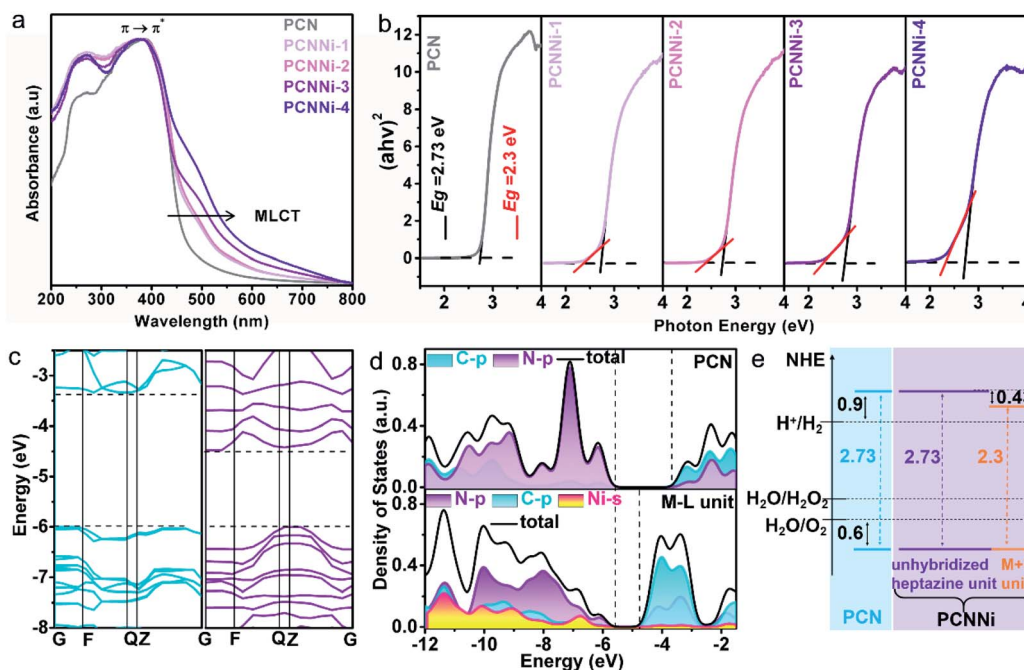 a
π → π*
PCN
PCNNi-1
PCNNi-2
PCNNi-3
PCNNi-4
MLCT
Absorbance (a.u)
200 300 400 500 600 700 800
Wavelength (nm)
b
PCN
PCNNi-1
PCNNi-2
PCNNi-3
PCNNi-4
(ahv)²
12
10
8
6
4
2
0
Eg =2.73 eV
Eg =2.3 eV
2 3 4 2 3 4 2 3 4 2 3 4 2 3 4
Photon Energy (eV)
c
Energy (eV)
-3
-4
-5
-6
-7
-8
G F Q Z G F Q Z G
d
Density of States (a.u.)
0.8
0.4
0.0
C-p N-p total
PCN
0.8
0.4
0.0
N-p C-p Ni-s
total
M-L unit
-12 -10 -8 -6 -4 -2
Energy (eV)
e
NHE
0.9
0.43
H⁺/H₂
2.73 2.73 2.3
H₂O/H₂O₂
H₂O/O₂
0.6
unhybridized
heptazine unit
PCN
PCNNi